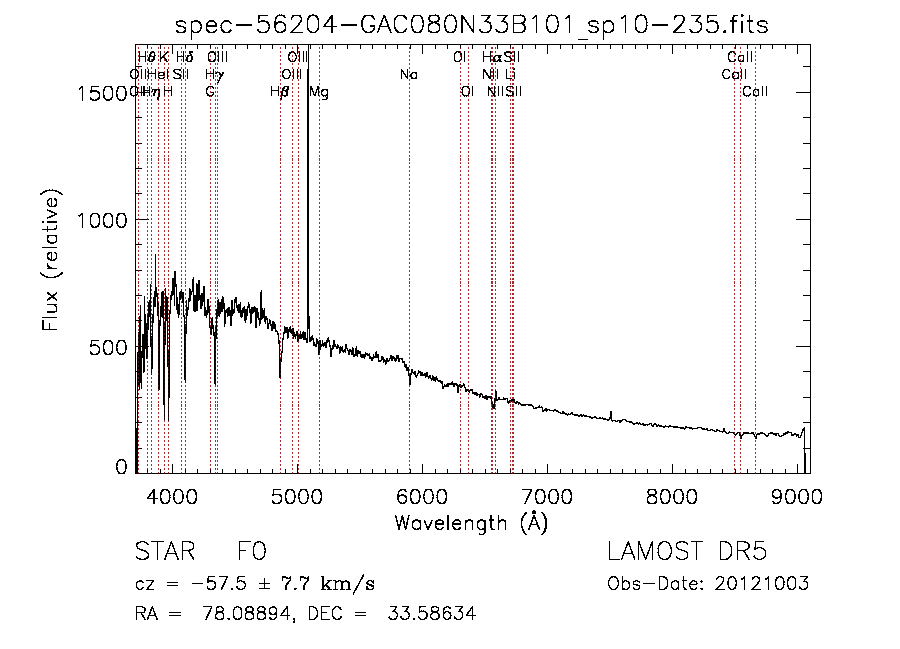 spec-56204-GAC080N33B101_sp10-235.fits
Hθ K Hδ OIII OIII OI Hα SII CaII
OII HeI SII Hγ OIII Na NII Li CaII
Hη H G Hβ Mg OI NII SII CaII
1500
1000
500
0
Flux (relative)
4000 5000 6000 7000 8000 9000
Wavelength (Å)
STAR F0
LAMOST DR5
cz = -57.5 ± 7.7 km/s
Obs-Date: 20121003
RA = 78.08894, DEC = 33.58634